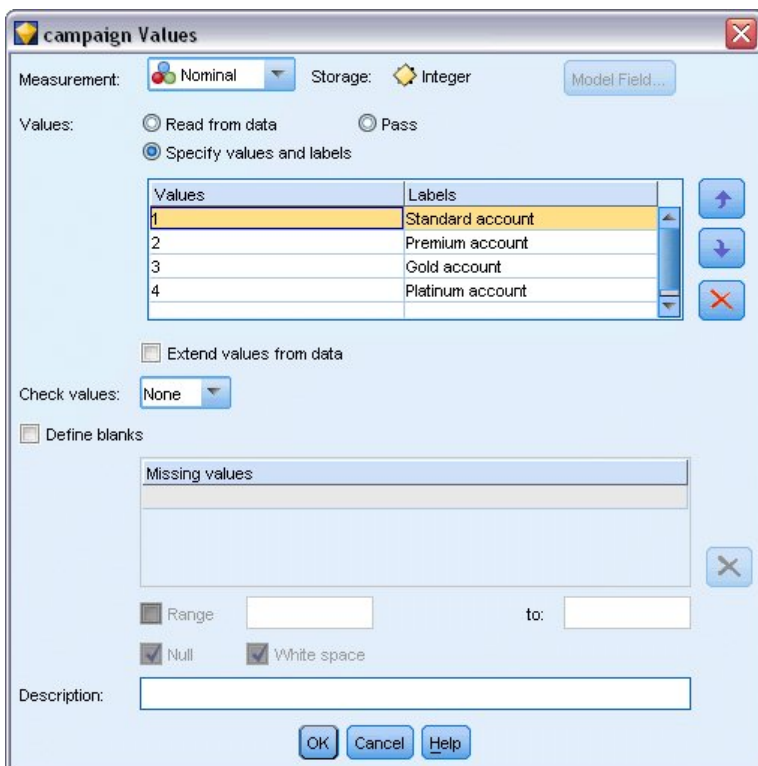 campaign Values
Measurement: Nominal Storage: Integer Model Field...
Values: Read from data Pass
Specify values and labels
Values Labels
1 Standard account
2 Premium account
3 Gold account
4 Platinum account
Extend values from data
Check values: None
Define blanks
Missing values
Range to:
Null White space
Description:
OK Cancel Help